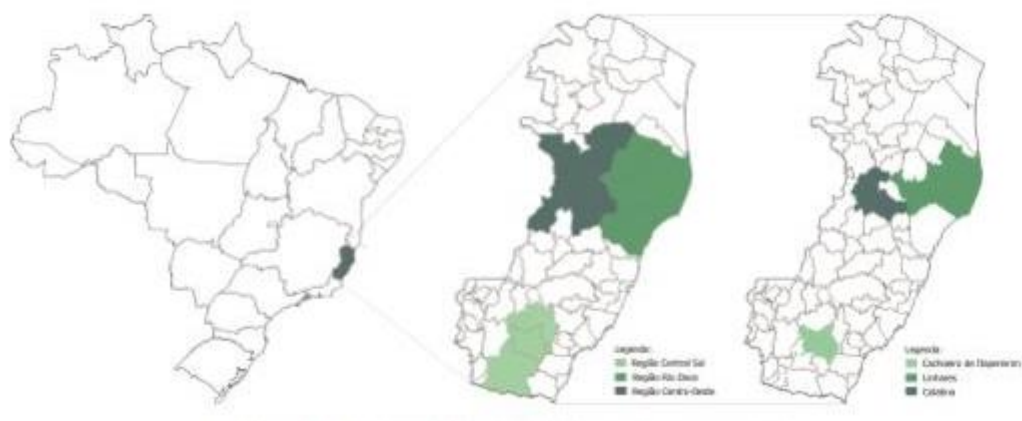 Legenda:
Região Central Sul
Região Rio Doce
Região Centro-Oeste
Legenda:
Cachoeiro de Itapemirim
Linhares
Colatina